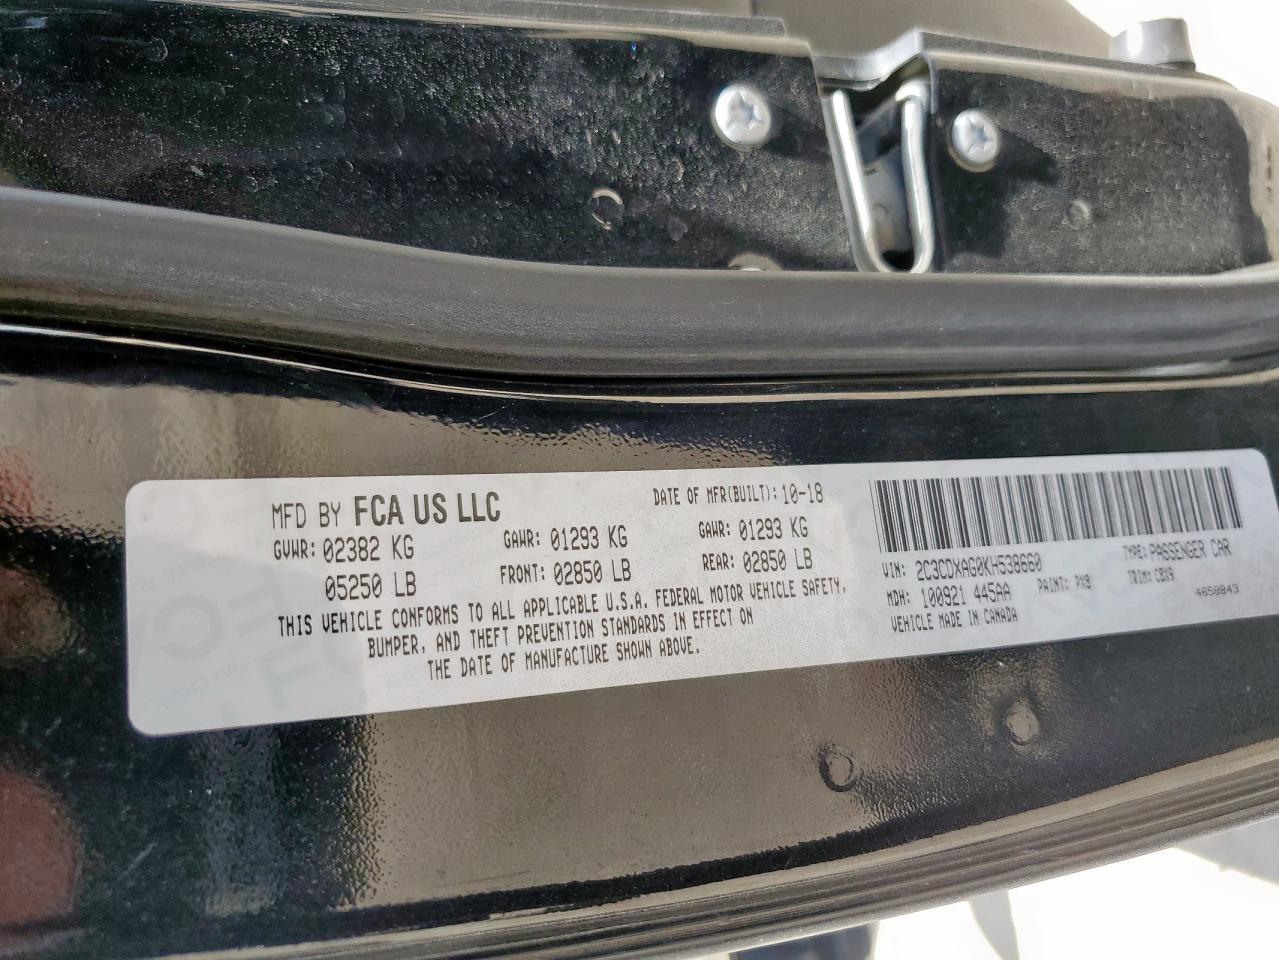 MFD BY FCA US LLC
DATE OF MFR(BUILT): 10-18
GVWR: 02382 KG GAWR: 01293 KG GAWR: 01293 KG
05250 LB FRONT: 02850 LB REAR: 02850 LB
THIS VEHICLE CONFORMS TO ALL APPLICABLE U.S.A. FEDERAL MOTOR VEHICLE SAFETY,
BUMPER, AND THEFT PREVENTION STANDARDS IN EFFECT ON
THE DATE OF MANUFACTURE SHOWN ABOVE.
VIN: 2C3CDXAG0KH538660 TYPE: PASSENGER CAR
MDH: 100921 445AA PAINT: PX8 TRIM: C8X9
VEHICLE MADE IN CANADA 4658843